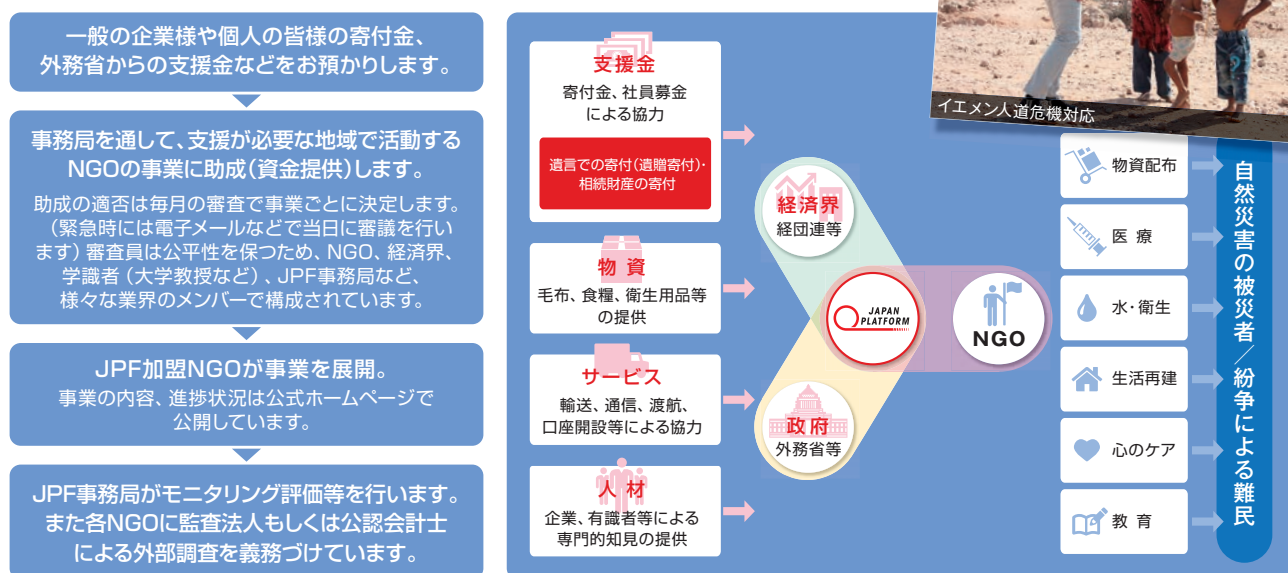 一般の企業様や個人の皆様の寄付金、
外務省からの支援金などをお預かりします。
事務局を通して、支援が必要な地域で活動する
NGOの事業に助成（資金提供）します。
助成の適否は毎月の審査で事業ごとに決定します。
（緊急時には電子メールなどで当日に審議を行い
ます）審査員は公平性を保つため、NGO、経済界、
学識者（大学教授など）、JPF事務局など、
様々な業界のメンバーで構成されています。
JPF加盟NGOが事業を展開。
事業の内容、進捗状況は公式ホームページで
公開しています。
JPF事務局がモニタリング評価等を行います。
また各NGOに監査法人もしくは公認会計士
による外部調査を義務づけています。
支援金
寄付金、社員募金
による協力
遺言での寄付（遺贈寄付）・
相続財産の寄付
物資
毛布、食糧、衛生用品等
の提供
サービス
輸送、通信、渡航、
口座開設等による協力
人材
企業、有識者等による
専門的知見の提供
経済界
経団連等
JAPAN
PLATFORM
NGO
政府
外務省等
イエメン人道危機対応
物資配布
医療
水・衛生
生活再建
心のケア
教育
自然災害の被災者／紛争による難民